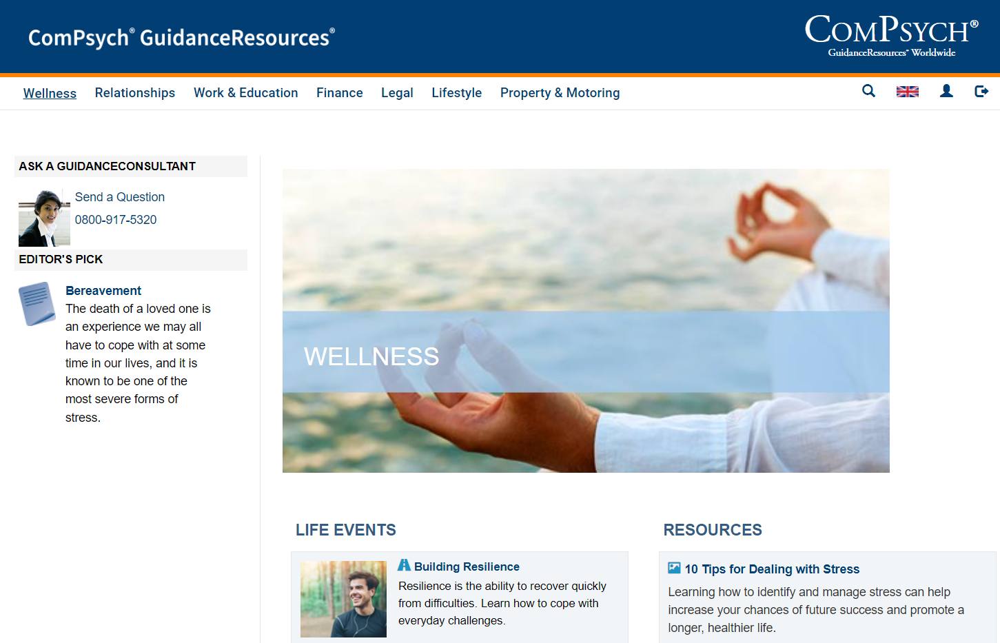 ComPsych® GuidanceResources®
COMPSYCH®
GuidanceResources® Worldwide
Wellness Relationships Work & Education Finance Legal Lifestyle Property & Motoring
ASK A GUIDANCECONSULTANT
Send a Question
0800-917-5320
EDITOR'S PICK
Bereavement
The death of a loved one is
an experience we may all
have to cope with at some
time in our lives, and it is
known to be one of the
most severe forms of
stress.
WELLNESS
LIFE EVENTS
Building Resilience
Resilience is the ability to recover quickly
from difficulties. Learn how to cope with
everyday challenges.
RESOURCES
10 Tips for Dealing with Stress
Learning how to identify and manage stress can help
increase your chances of future success and promote a
longer, healthier life.